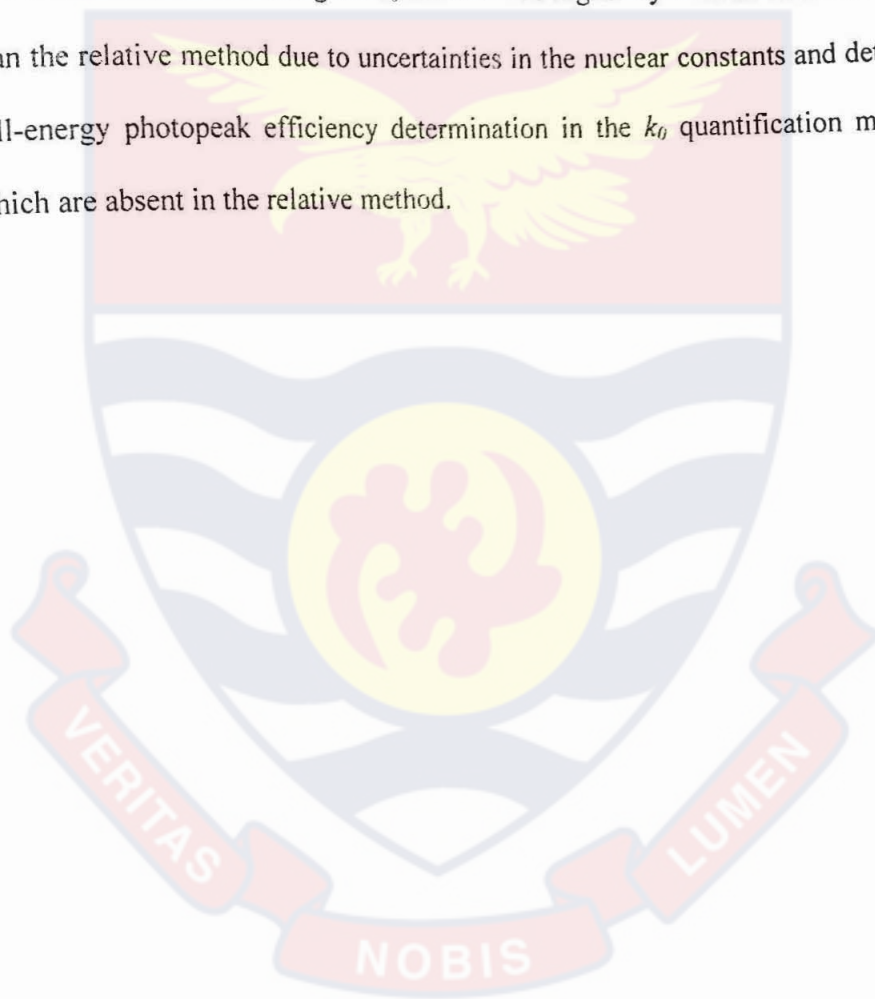 an the relative method due to uncertainties in the nuclear constants and det
ll-energy photopeak efficiency determination in the k0 quantification m
hich are absent in the relative method.
VERITAS
NOBIS
LUMEN